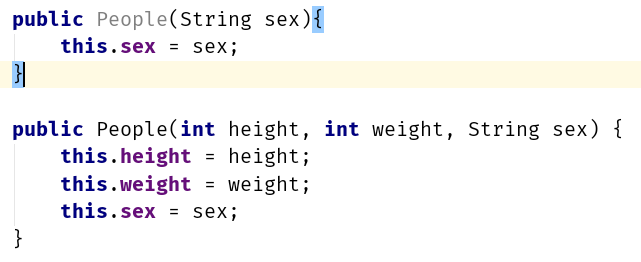 public People(String sex){
    this.sex = sex;
}
public People(int height, int weight, String sex) {
    this.height = height;
    this.weight = weight;
    this.sex = sex;
}